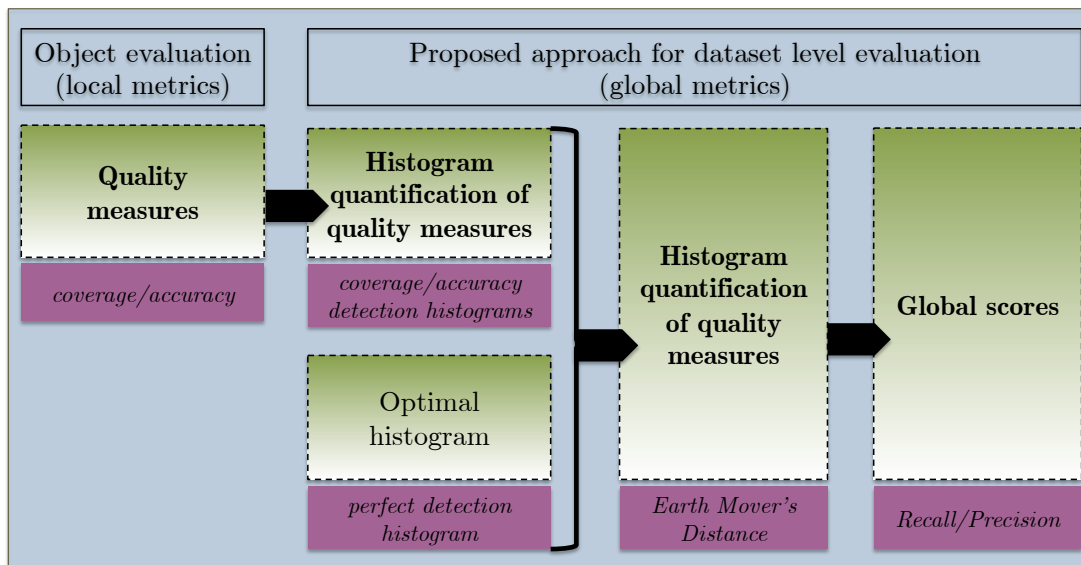 Object evaluation
(local metrics)
Proposed approach for dataset level evaluation
(global metrics)
Quality
measures
coverage/accuracy
Histogram
quantification of
quality measures
coverage/accuracy
detection histograms
Optimal
histogram
perfect detection
histogram
Histogram
quantification
of quality
measures
Earth Mover's
Distance
Global scores
Recall/Precision